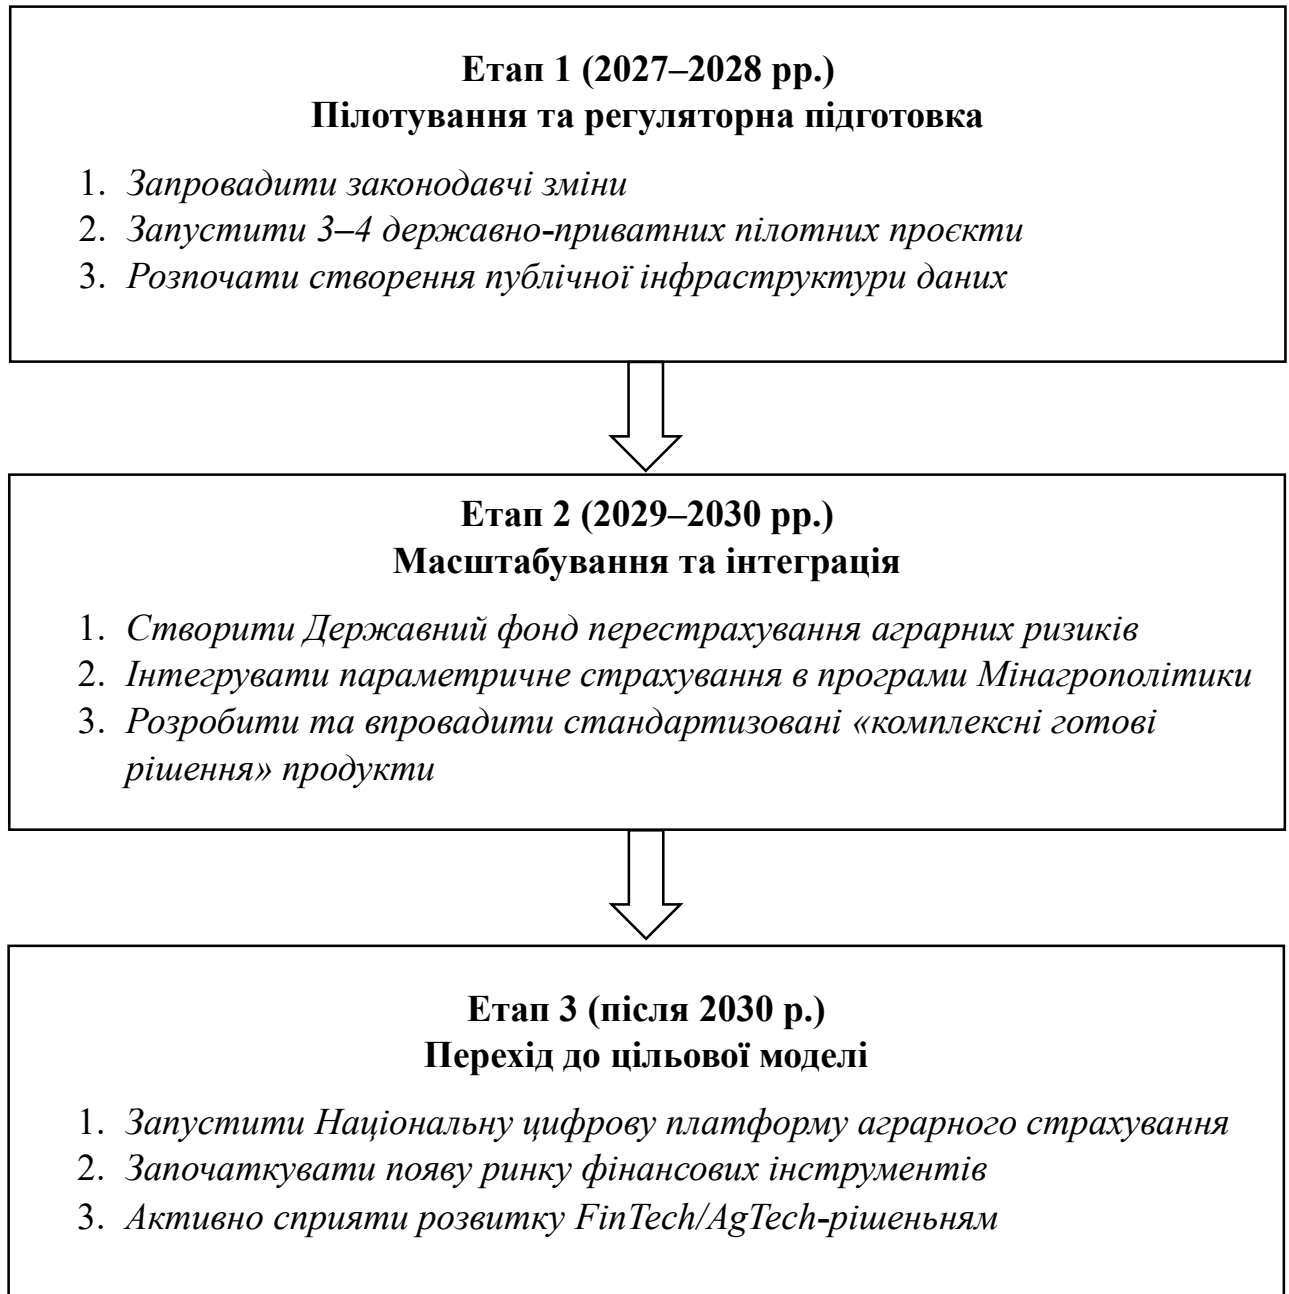 Етап 1 (2027–2028 рр.)
Пілотування та регуляторна підготовка
1. Запровадити законодавчі зміни
2. Запустити 3–4 державно-приватних пілотних проєкти
3. Розпочати створення публічної інфраструктури даних
Етап 2 (2029–2030 рр.)
Масштабування та інтеграція
1. Створити Державний фонд перестрахування аграрних ризиків
2. Інтегрувати параметричне страхування в програми Мінагрополітики
3. Розробити та впровадити стандартизовані «комплексні готові
рішення» продукти
Етап 3 (після 2030 р.)
Перехід до цільової моделі
1. Запустити Національну цифрову платформу аграрного страхування
2. Започаткувати появу ринку фінансових інструментів
3. Активно сприяти розвитку FinTech/AgTech-рішеньням